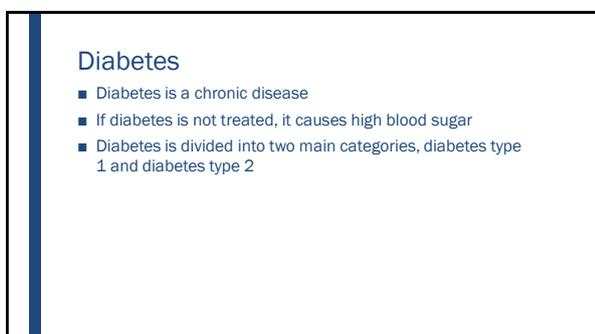 Diabetes
■ Diabetes is a chronic disease
■ If diabetes is not treated, it causes high blood sugar
■ Diabetes is divided into two main categories, diabetes type
1 and diabetes type 2